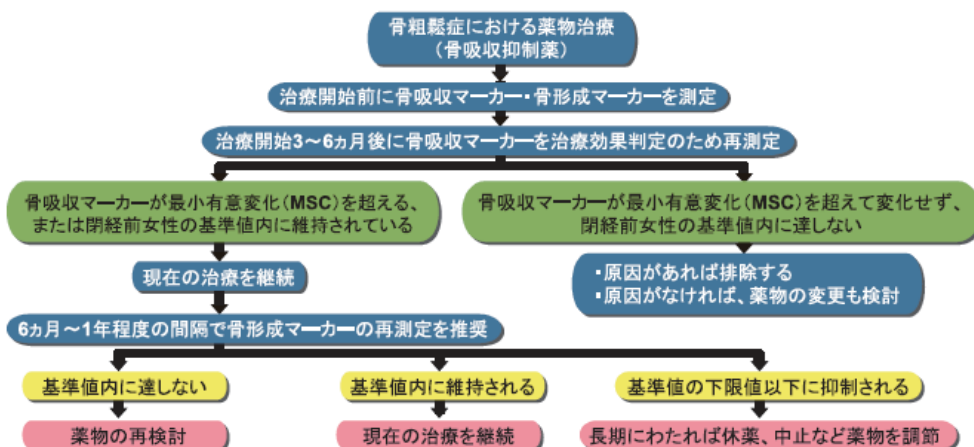 骨粗鬆症における薬物治療
(骨吸収抑制薬)
治療開始前に骨吸収マーカー・骨形成マーカーを測定
治療開始3～6ヵ月後に骨吸収マーカーを治療効果判定のため再測定
骨吸収マーカーが最小有意変化(MSC)を超える、
または閉経前女性の基準値内に維持されている
骨吸収マーカーが最小有意変化(MSC)を超えて変化せず、
閉経前女性の基準値内に達しない
現在の治療を継続
・原因があれば排除する
・原因がなければ、薬物の変更も検討
6ヵ月～1年程度の間隔で骨形成マーカーの再測定を推奨
基準値内に達しない
基準値内に維持される
基準値の下限値以下に抑制される
薬物の再検討
現在の治療を継続
長期にわたれば休薬、中止など薬物を調節